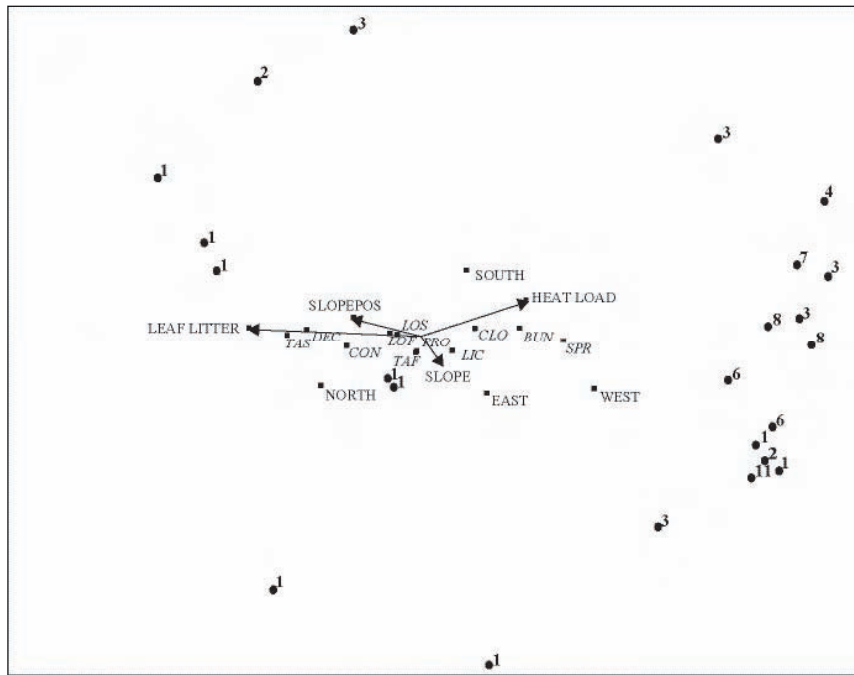 3
2
3
1
4
1
7
1
3
SOUTH
SLOPEPOS
HEAT LOAD
3
8
LEAF LITTER
DEC
LOS
CLO
BUN
8
TAS
LOF
PRO
SPR
CON
TAF
LIC
SLOPE
1
6
NORTH
1
EAST
WEST
6
1
2
1
11
3
1
1